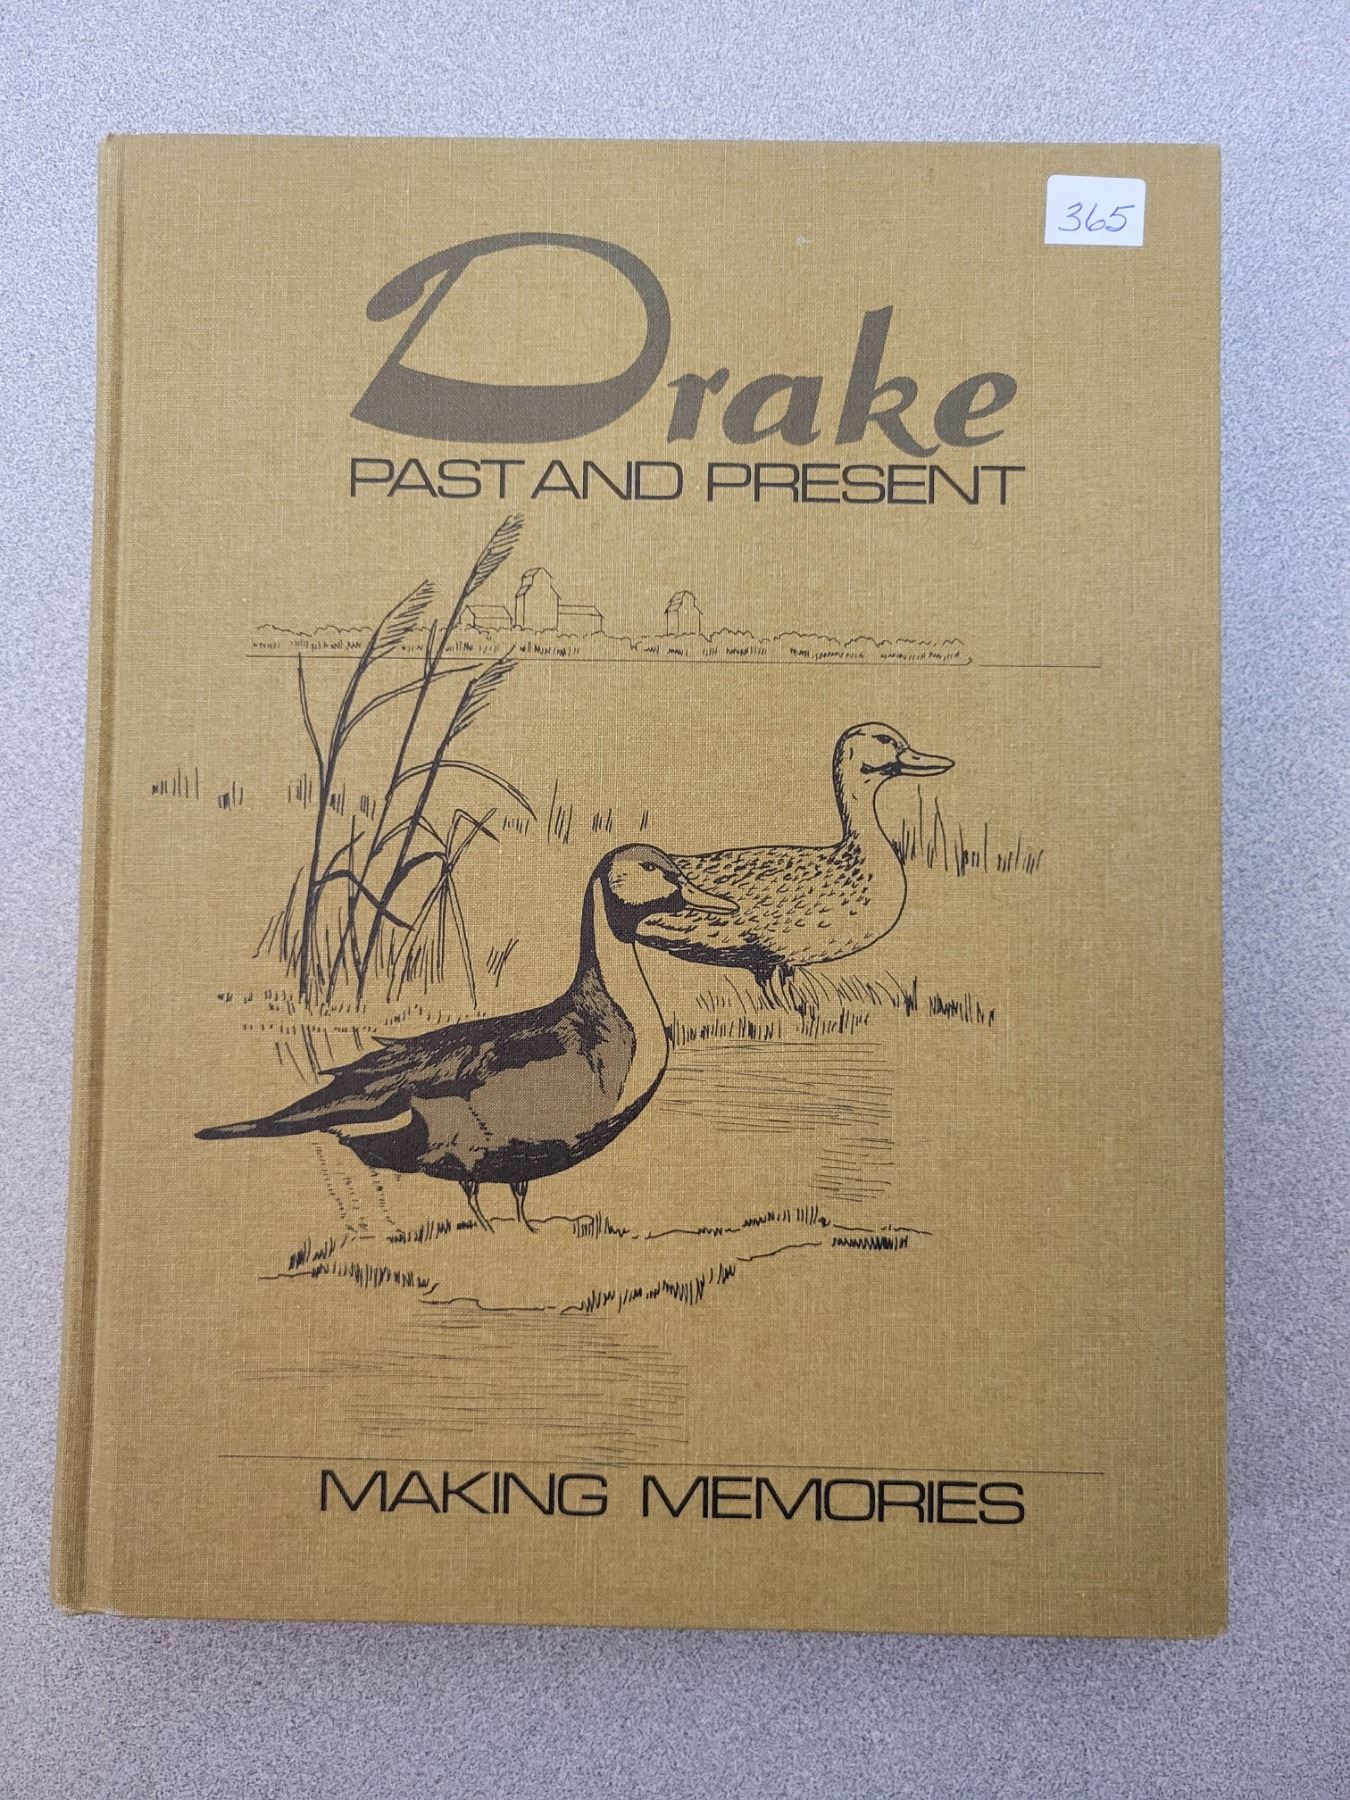 365
Drake
PAST AND PRESENT
MAKING MEMORIES